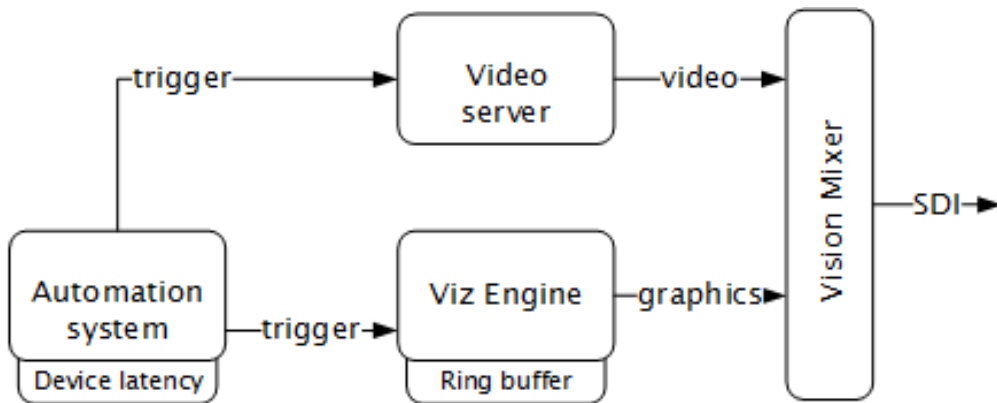 trigger
Video
server
video
Vision Mixer
SDI
Automation
system
Device latency
trigger
Viz Engine
Ring buffer
graphics